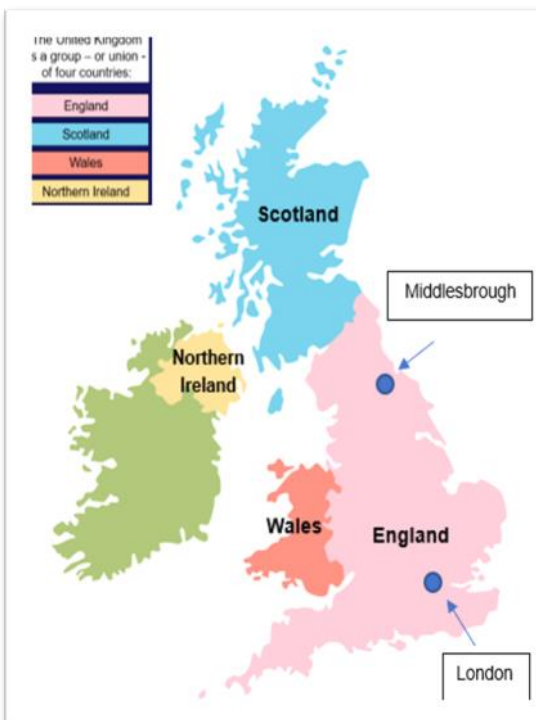 The United Kingdom
s a group – or union -
of four countries:
England
Scotland
Wales
Northern Ireland
Scotland
Middlesbrough
Northern
Ireland
Wales
England
London